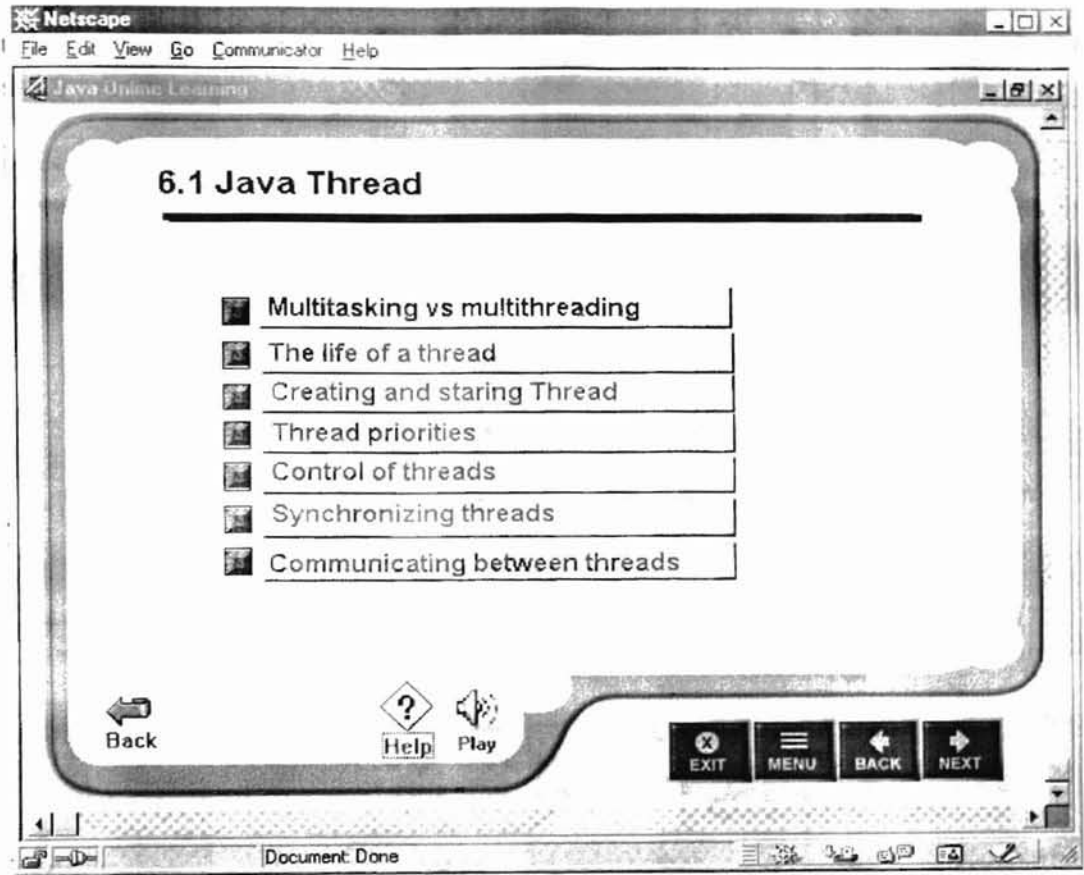 Netscape
File Edit View Go Communicator Help
Java Online Learning
6.1 Java Thread
Multitasking vs multithreading
The life of a thread
Creating and staring Thread
Thread priorities
Control of threads
Synchronizing threads
Communicating between threads
Back
Help
Play
EXIT
MENU
BACK
NEXT
Document: Done